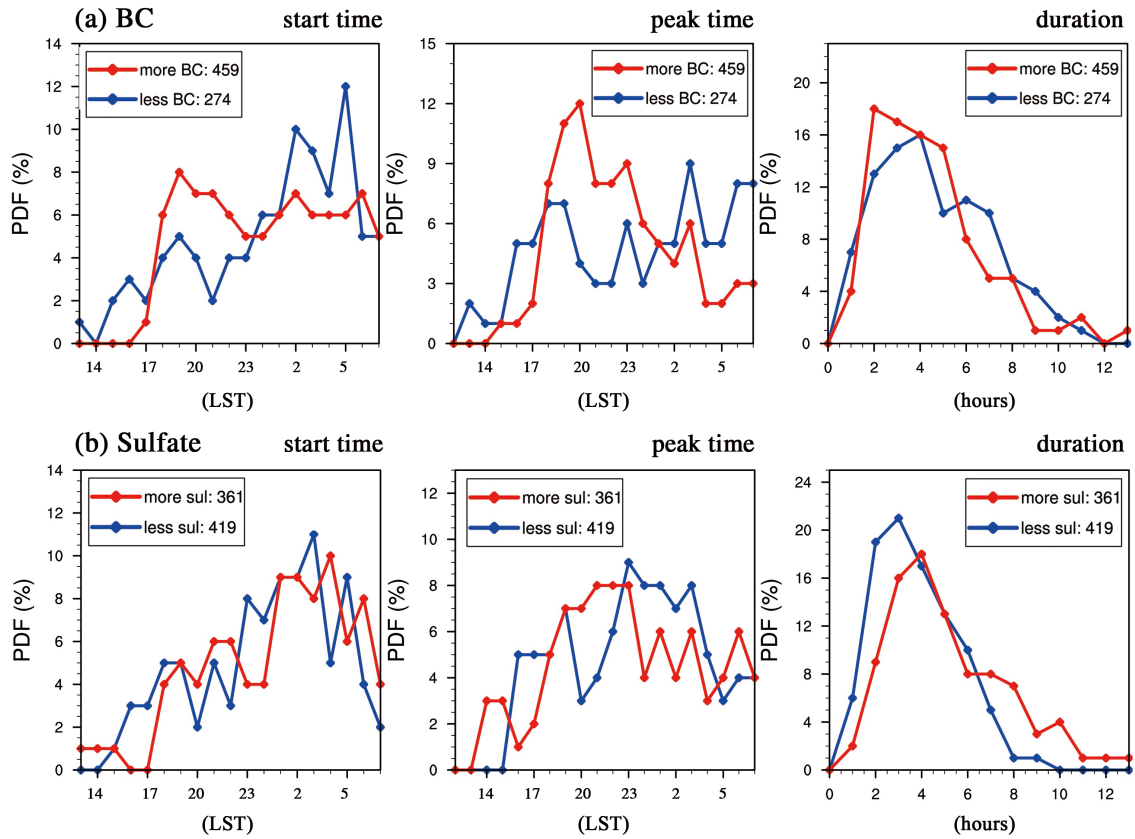 (a) BC start time peak time duration
14 15 22
12 12 20
10 9 16
8 6 12
6 3 8
4 0 4
2 0
0
PDF (%) PDF (%) PDF (%)
more BC: 459
less BC: 274
more BC: 459
less BC: 274
more BC: 459
less BC: 274
14 17 20 23 2 5
14 17 20 23 2 5
0 2 4 6 8 10 12
(LST) (LST) (hours)
(b) Sulfate start time peak time duration
14
12
10
8
6
4
2
0
12
10
8
6
4
2
0
24
20
16
12
8
4
0
PDF (%) PDF (%) PDF (%)
more sul: 361
less sul: 419
more sul: 361
less sul: 419
more sul: 361
less sul: 419
14 17 20 23 2 5
14 17 20 23 2 5
0 2 4 6 8 10 12
(LST) (LST) (hours)